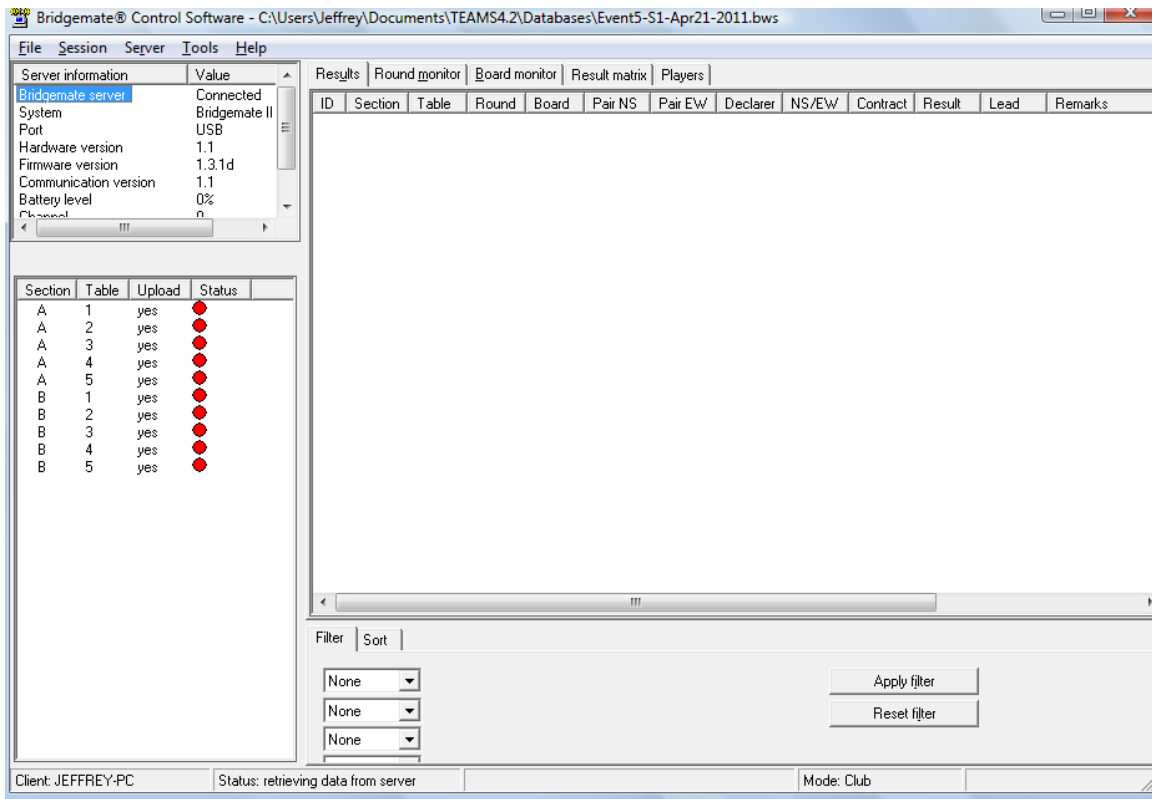 Bridgemate® Control Software - C:\Users\Jeffrey\Documents\TEAMS4.2\Databases\Event5-S1-Apr21-2011.bws
File Session Server Tools Help
Server information Value
Bridgemate server Connected
System Bridgemate II
Port USB
Hardware version 1.1
Firmware version 1.3.1d
Communication version 1.1
Battery level 0%
Channel 0
Section Table Upload Status
A 1 yes
A 2 yes
A 3 yes
A 4 yes
A 5 yes
B 1 yes
B 2 yes
B 3 yes
B 4 yes
B 5 yes
Results Round monitor Board monitor Result matrix Players
ID Section Table Round Board Pair NS Pair EW Declarer NS/EW Contract Result Lead Remarks
Filter Sort
None Apply filter
None Reset filter
None
Client: JEFFREY-PC Status: retrieving data from server Mode: Club